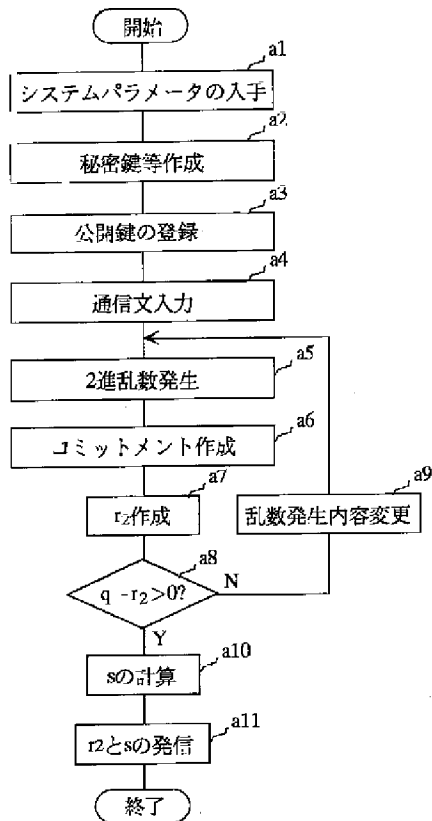 開始
a1
システムパラメータの入手
a2
秘密鍵等作成
a3
公開鍵の登録
a4
通信文入力
a5
2進乱数発生
a6
コミットメント作成
a7
r₂作成
a9
乱数発生内容変更
a8
q -r₂>0?
N
Y
a10
sの計算
a11
r2とsの発信
終了